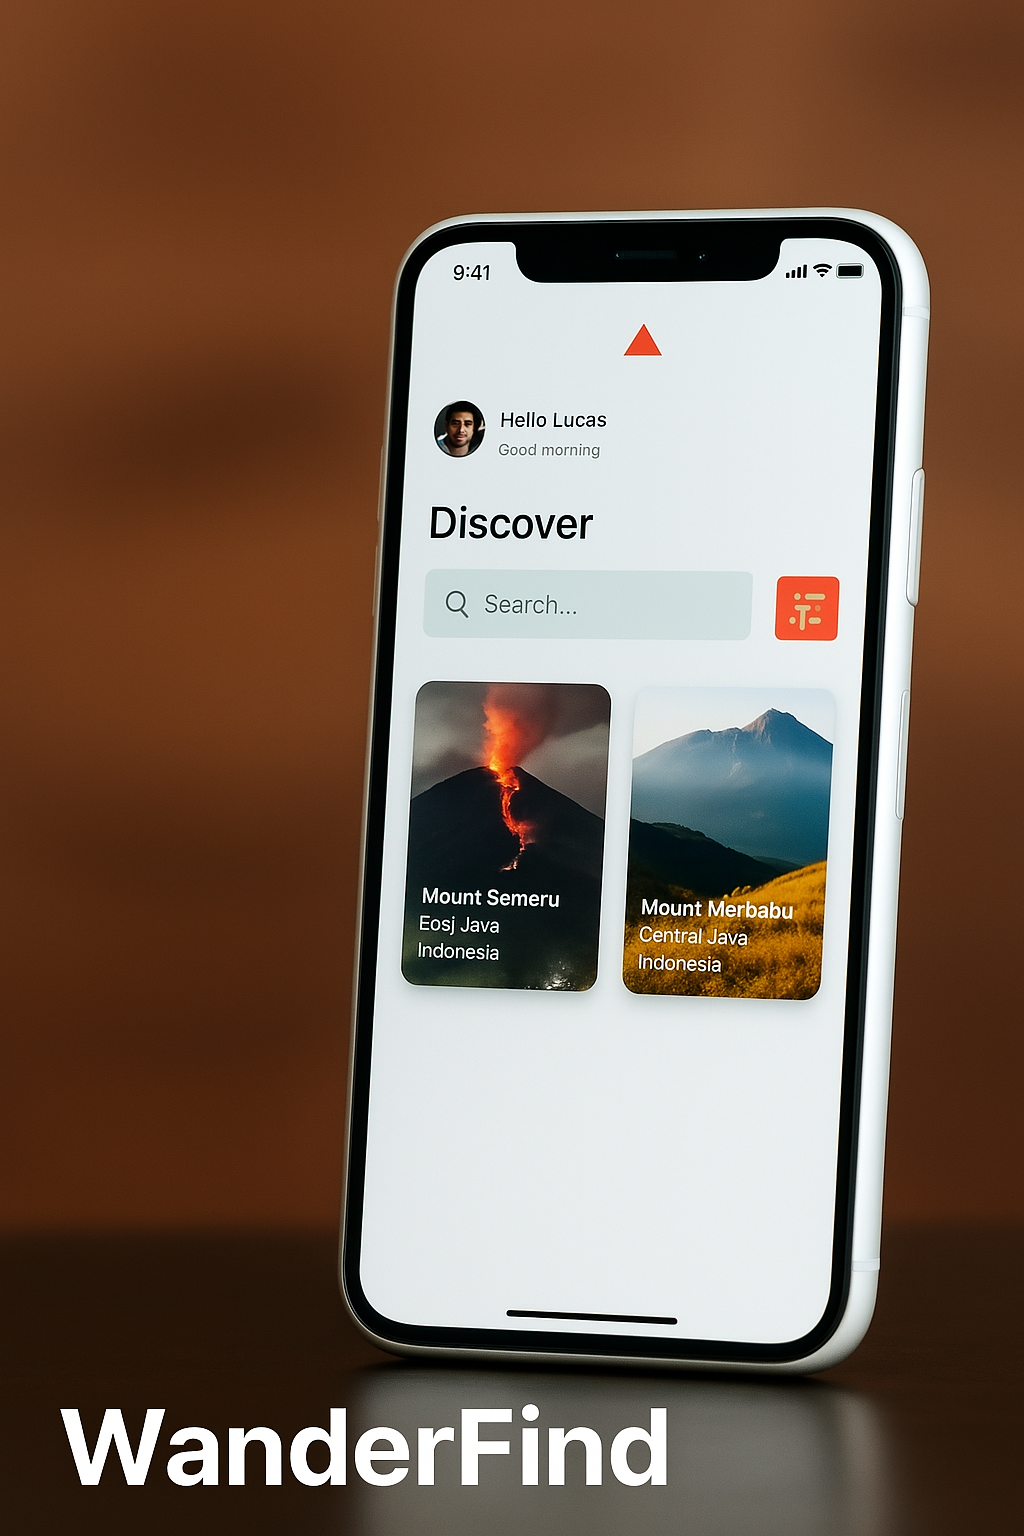 9:41
Hello Lucas
Good morning
Discover
Search...
Mount Semeru
Eosj Java
Indonesia
Mount Merbabu
Central Java
Indonesia
WanderFind